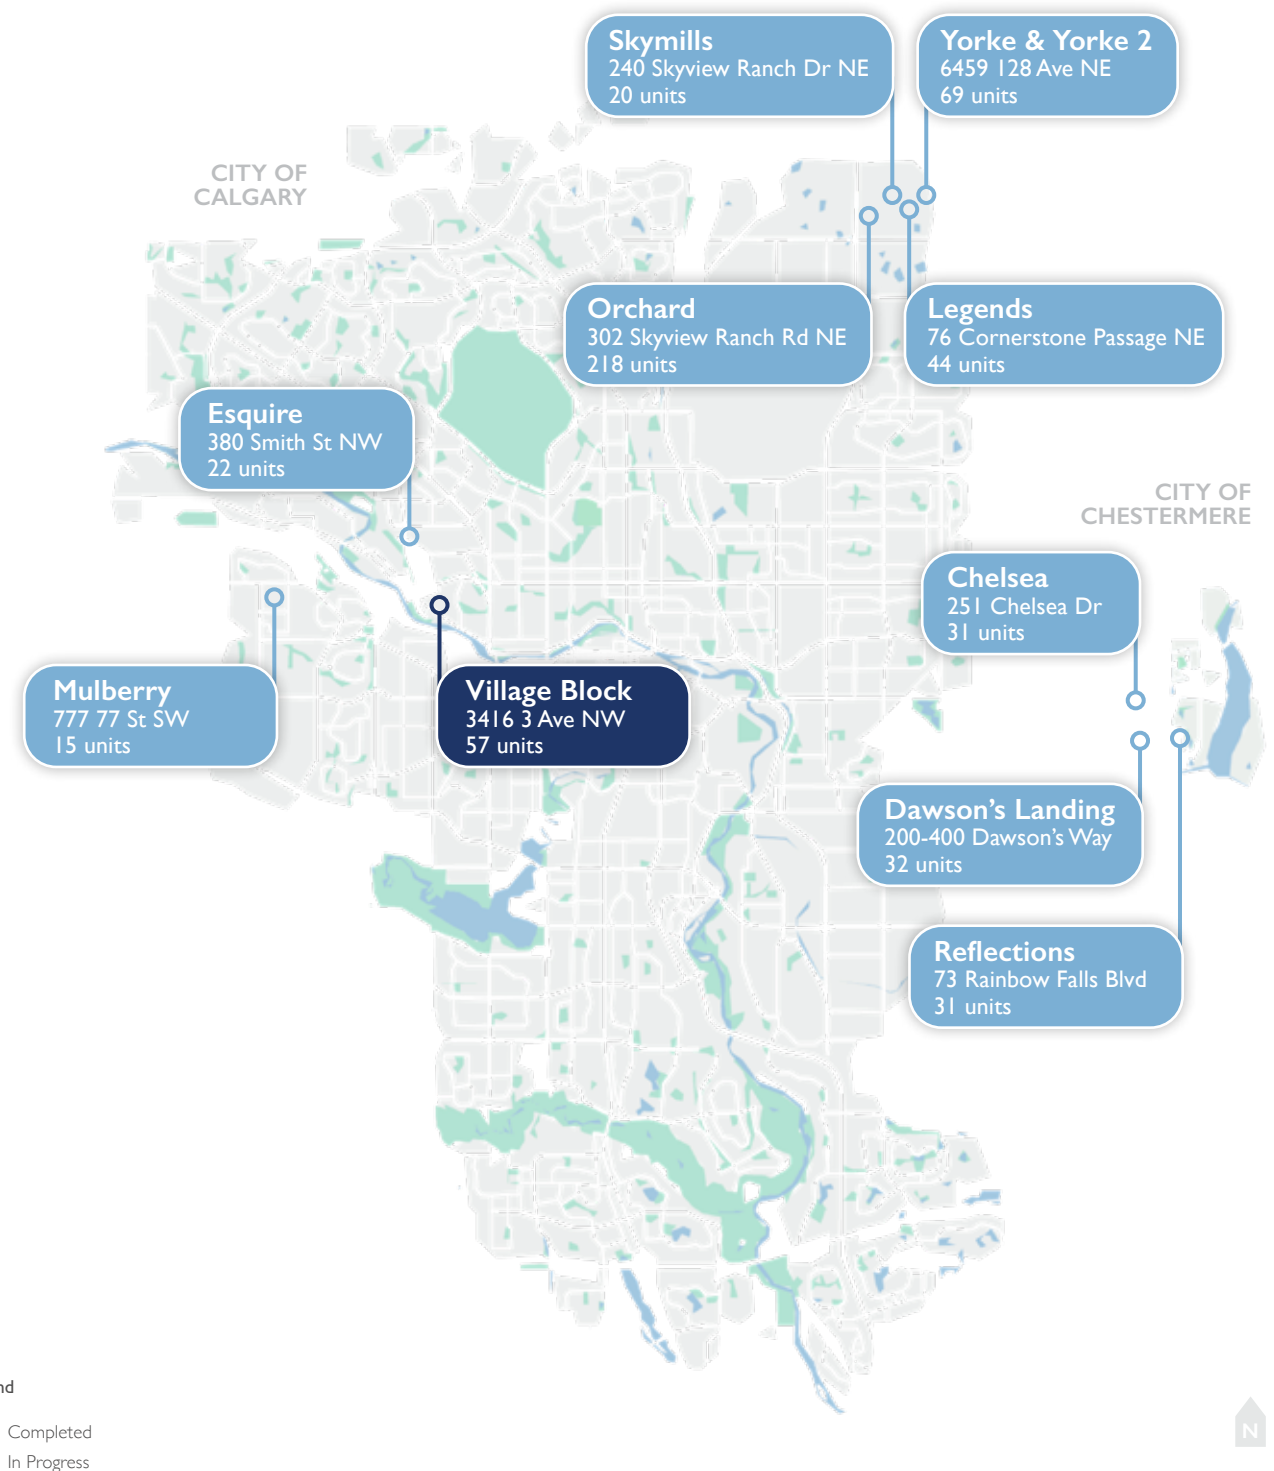 Skymills
240 Skyview Ranch Dr NE
20 units
Yorke & Yorke 2
6459 128 Ave NE
69 units
CITY OF
CALGARY
Orchard
302 Skyview Ranch Rd NE
218 units
Legends
76 Cornerstone Passage NE
44 units
Esquire
380 Smith St NW
22 units
CITY OF
CHESTERMERE
Chelsea
251 Chelsea Dr
31 units
Mulberry
777 77 St SW
15 units
Village Block
3416 3 Ave NW
57 units
Dawson's Landing
200-400 Dawson's Way
32 units
Reflections
73 Rainbow Falls Blvd
31 units
nd
Completed
In Progress
N